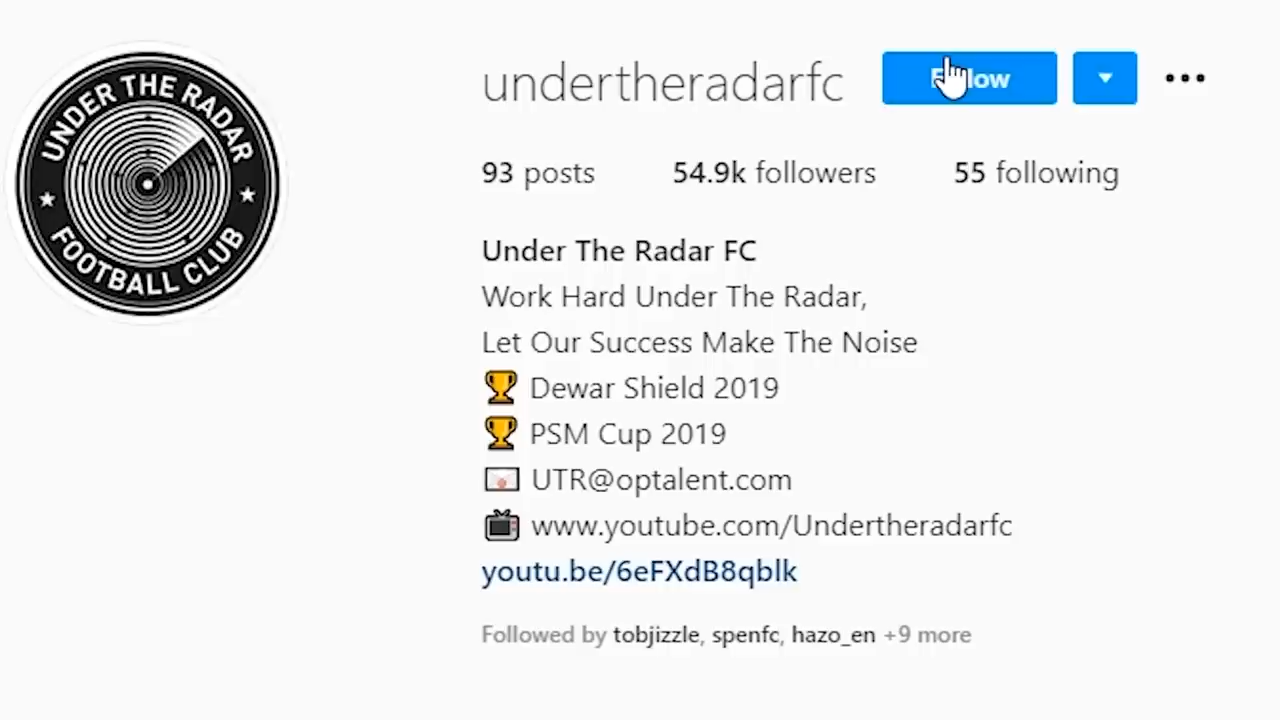 UNDER THE RADAR
FOOTBALL CLUB
undertheradarfc
93 posts 54.9k followers 55 following
Under The Radar FC
Work Hard Under The Radar,
Let Our Success Make The Noise
🏆 Dewar Shield 2019
🏆 PSM Cup 2019
UTR@optalent.com
www.youtube.com/Undertheradarfc
youtu.be/6eFXdB8qblk
Followed by tobjizzle, spenfc, hazo_en +9 more